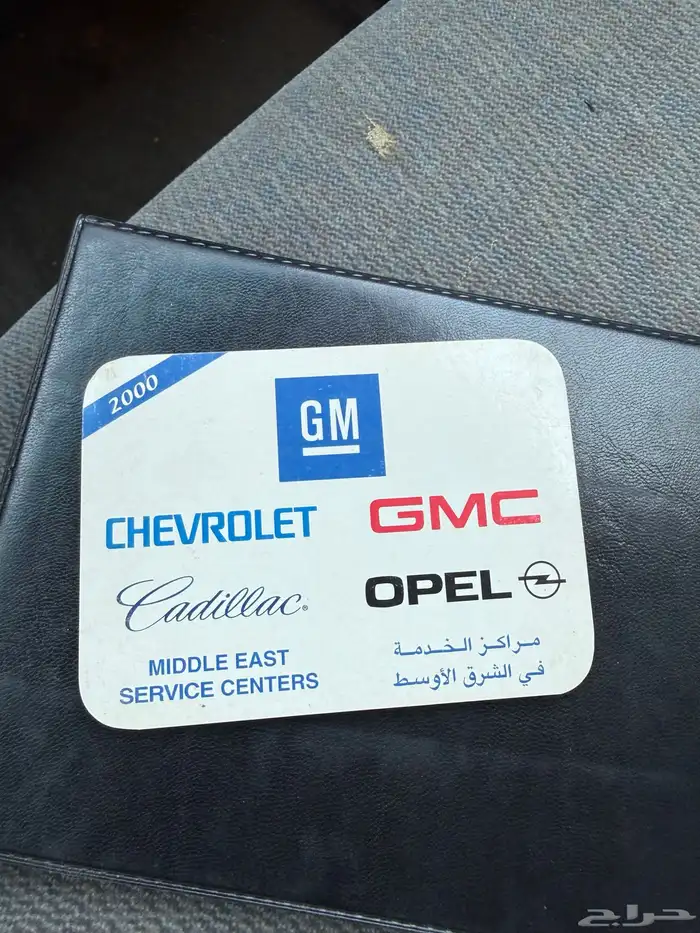 2000
GM
CHEVROLET
GMC
Cadillac®
OPEL
MIDDLE EAST
SERVICE CENTERS
مراكز الخدمة
في الشرق الأوسط
حراج